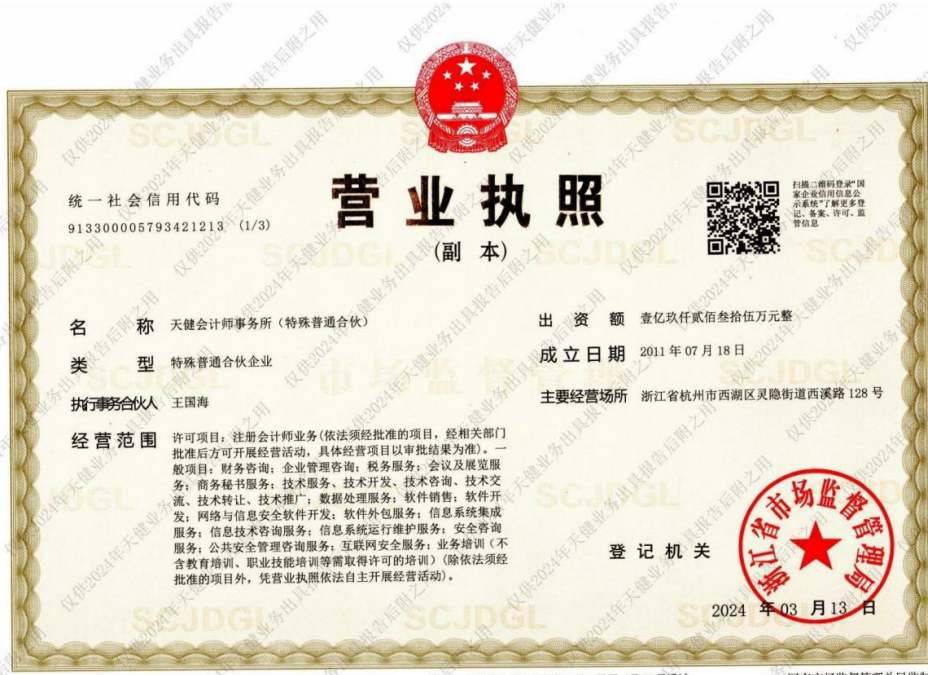 统一社会信用代码
913300005793421213 (1/3)
营业执照
(副 本)
扫描二维码登录“国
家企业信用信息公
示系统”了解更多登
记、备案、许可、监
管信息
名 称 天健会计师事务所（特殊普通合伙）
类 型 特殊普通合伙企业
执行事务合伙人 王国海
经营范围 许可项目：注册会计师业务(依法须经批准的项目，经相关部门
批准后方可开展经营活动，具体经营项目以审批结果为准)。一
般项目：财务咨询；企业管理咨询；税务服务；会议及展览服
务；商务秘书服务；技术服务、技术开发、技术咨询、技术交
流、技术转让、技术推广；数据处理服务；软件销售；软件开
发；网络与信息安全软件开发；软件外包服务；信息系统集成
服务；信息技术咨询服务；信息系统运行维护服务；安全咨询
服务；公共安全管理咨询服务；互联网安全服务；业务培训（不
含教育培训、职业技能培训等需取得许可的培训）(除依法须经
批准的项目外，凭营业执照依法自主开展经营活动)。
出 资 额 壹亿玖仟贰佰叁拾伍万元整
成立日期 2011年07月18日
主要经营场所 浙江省杭州市西湖区灵隐街道西溪路128号
登记机关
浙江省市场监督管理局
2024 年 03 月 13 日
SCJDGL
市场监督管理
仅供2024年天健业务出具报告后附之用